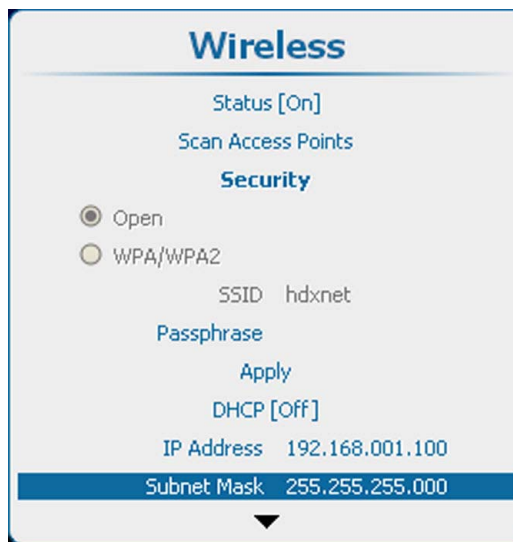 Wireless
Status [On]
Scan Access Points
Security
Open
WPA/WPA2
SSID hdxnet
Passphrase
Apply
DHCP [Off]
IP Address 192.168.001.100
Subnet Mask 255.255.255.000